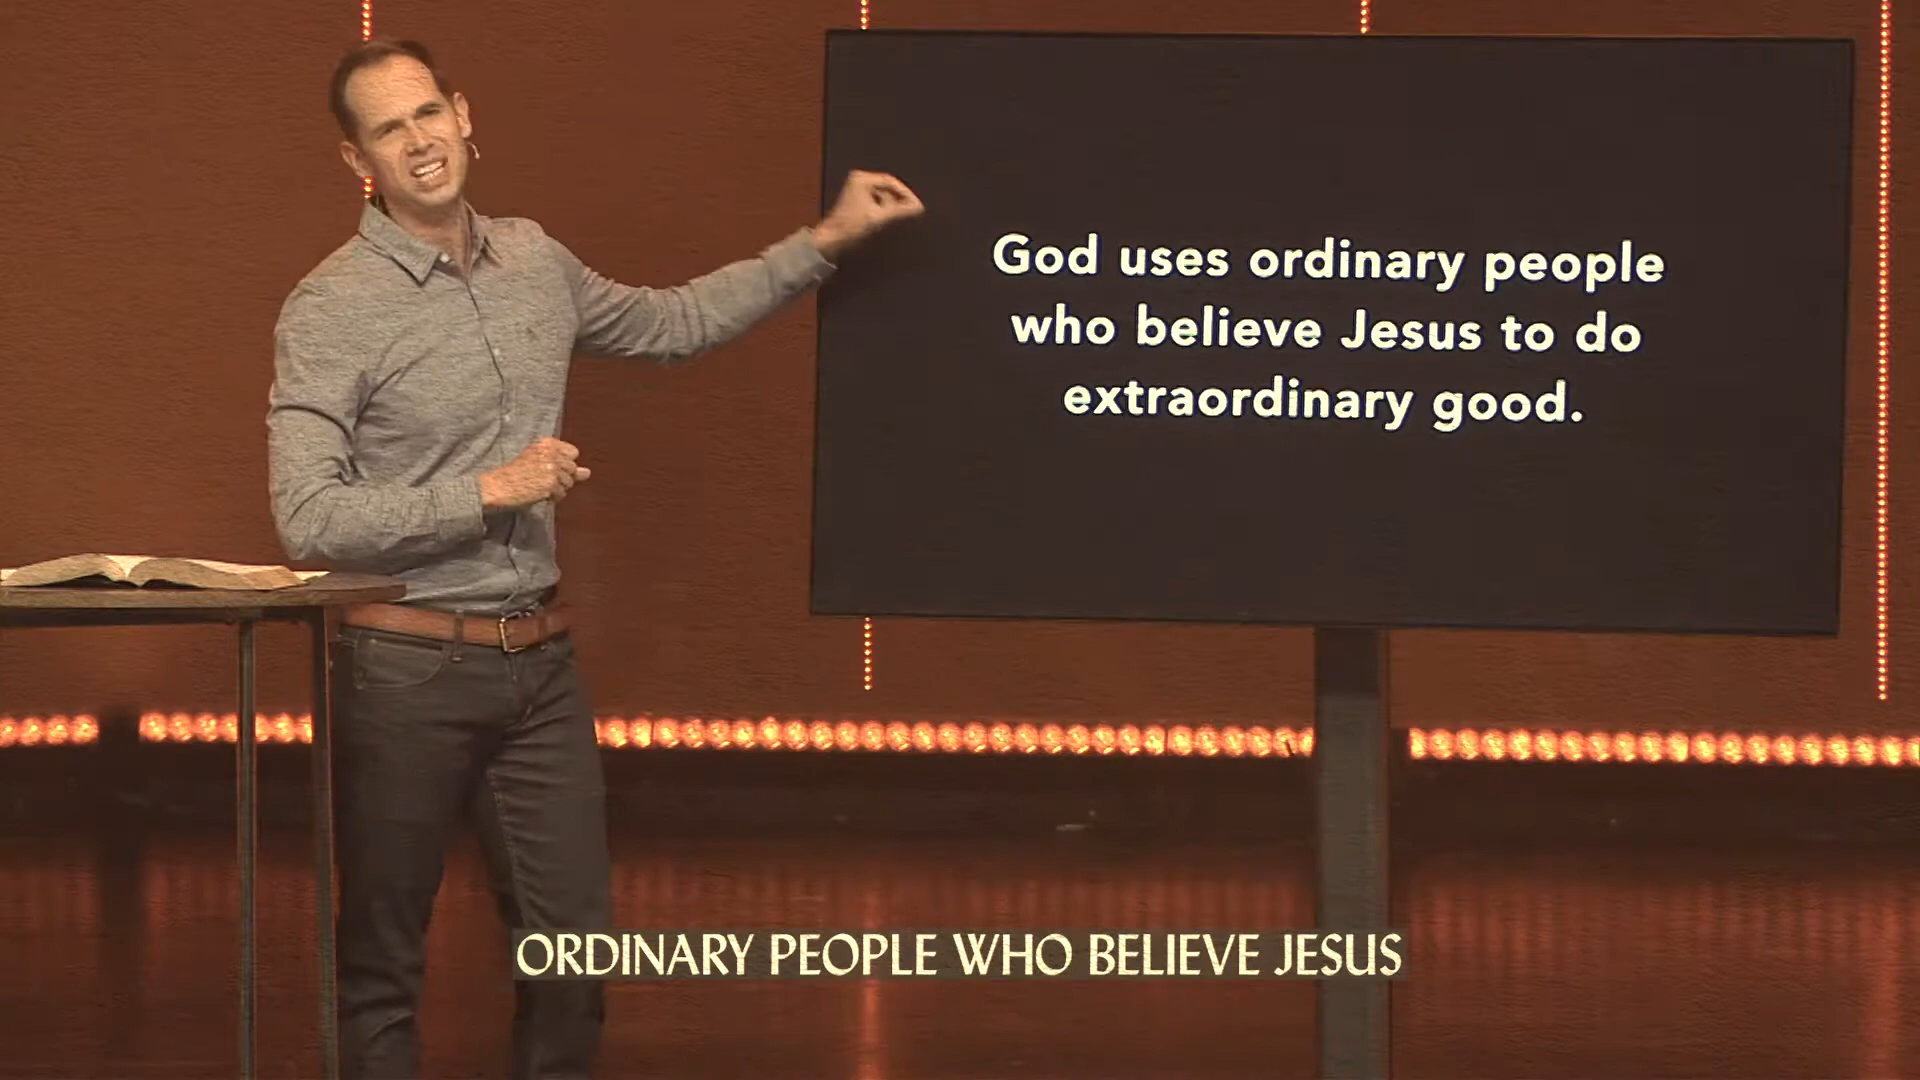 God uses ordinary people
who believe Jesus to do
extraordinary good.
ORDINARY PEOPLE WHO BELIEVE JESUS